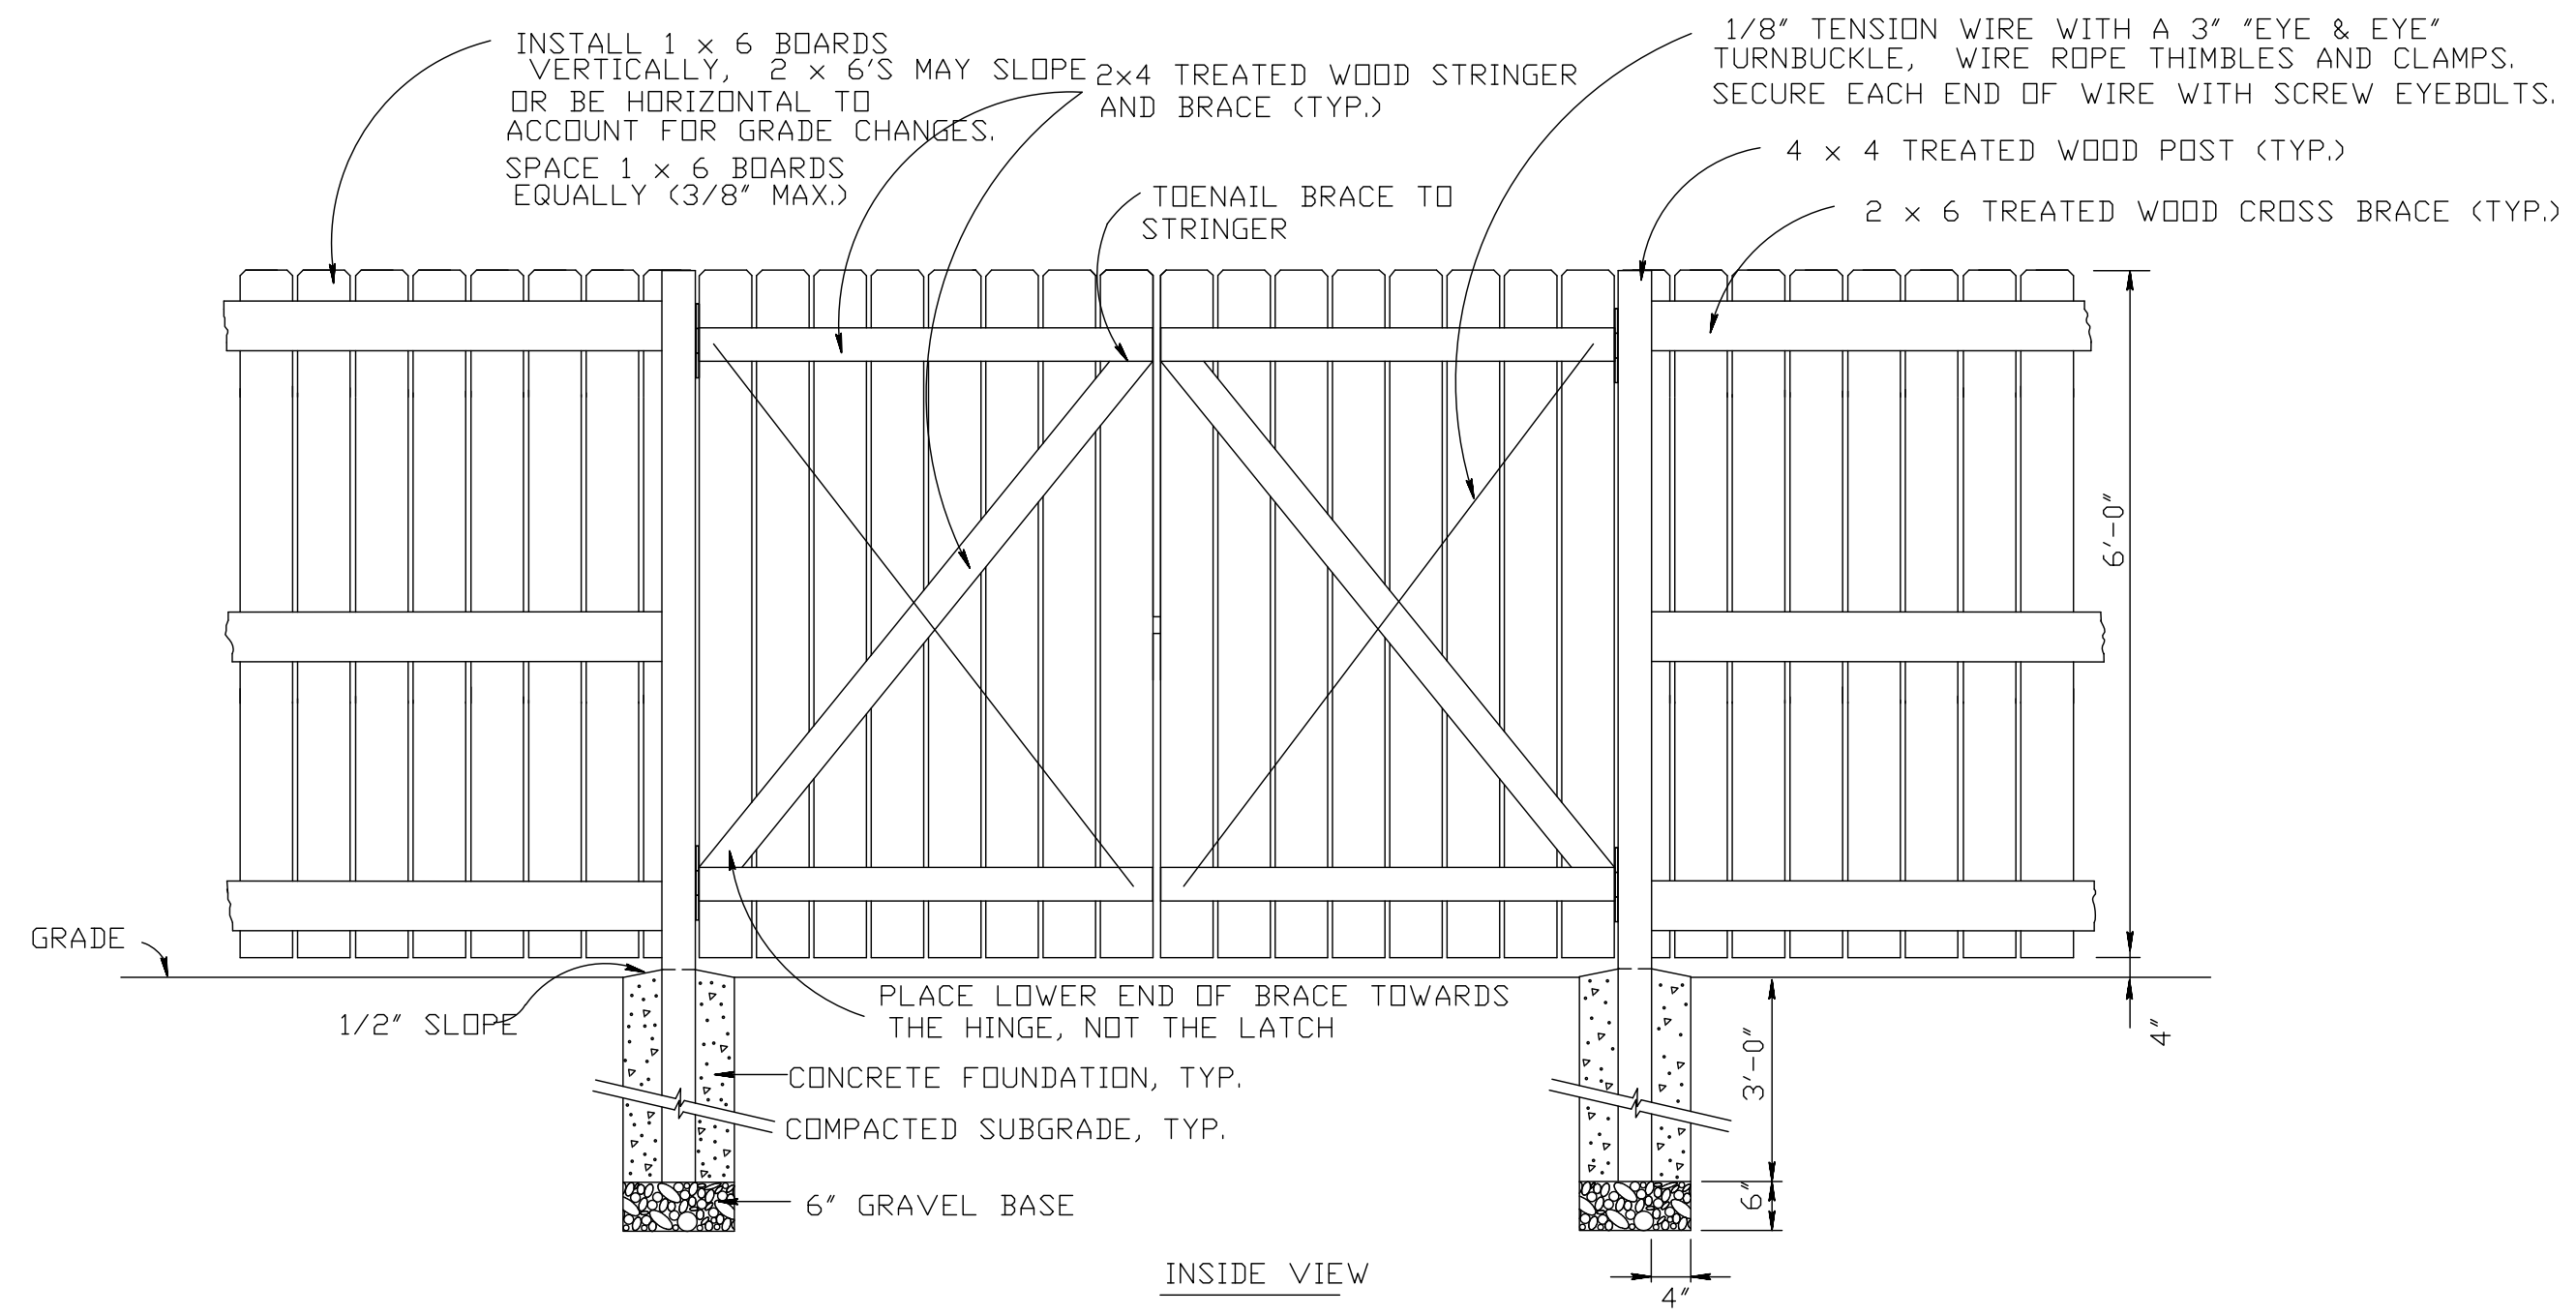 INSTALL 1 x 6 BOARDS
VERTICALLY, 2 x 6'S MAY SLOPE
OR BE HORIZONTAL TO
ACCOUNT FOR GRADE CHANGES.
SPACE 1 x 6 BOARDS
EQUALLY (3/8" MAX.)
2x4 TREATED WOOD STRINGER
AND BRACE (TYP.)
TOENAIL BRACE TO
STRINGER
1/8" TENSION WIRE WITH A 3" "EYE & EYE"
TURNBUCKLE, WIRE ROPE THIMBLES AND CLAMPS.
SECURE EACH END OF WIRE WITH SCREW EYEBOLTS.
4 x 4 TREATED WOOD POST (TYP.)
2 x 6 TREATED WOOD CROSS BRACE (TYP.)
6'-0"
GRADE
1/2" SLOPE
PLACE LOWER END OF BRACE TOWARDS
THE HINGE, NOT THE LATCH
CONCRETE FOUNDATION, TYP.
COMPACTED SUBGRADE, TYP.
6" GRAVEL BASE
4"
3'-0"
6"
4"
INSIDE VIEW